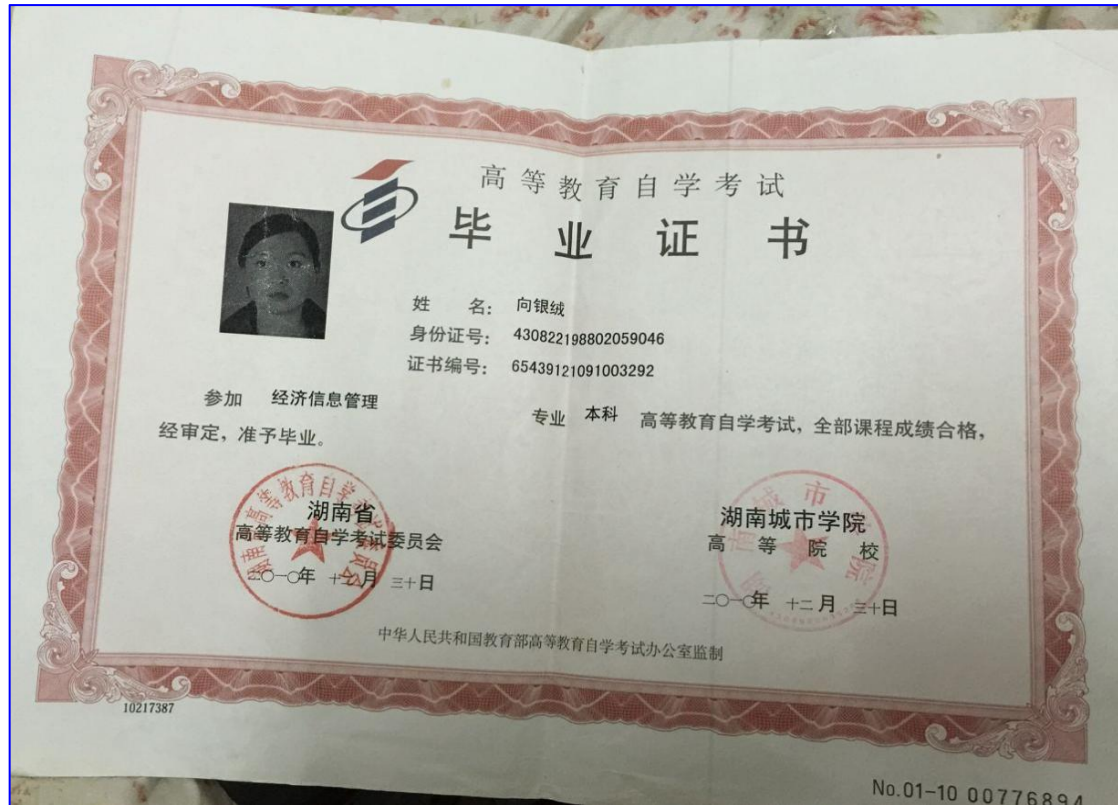 高等教育自学考试
毕业证书
姓 名: 向银绒
身份证号: 430822198802059046
证书编号: 65439121091003292
参加 经济信息管理 专业 本科 高等教育自学考试, 全部课程成绩合格,
经审定, 准予毕业。
湖南省
高等教育自学考试委员会
二〇一〇年 十二月 三十日
湖南城市学院
高等院校
二〇一〇年 十二月 三十日
中华人民共和国教育部高等教育自学考试办公室监制
10217387
No.01-10 00776894